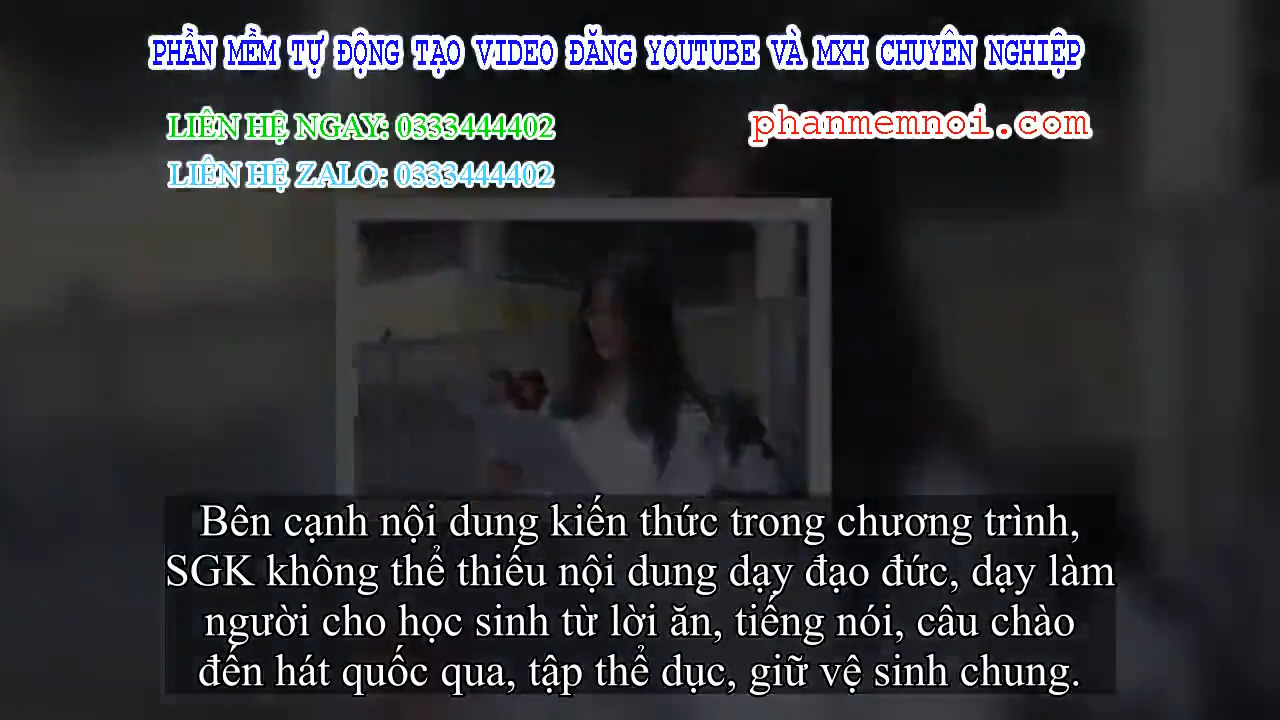 PHẦN MỀM TỰ ĐỘNG TẠO VIDEO ĐĂNG YOUTUBE VÀ MXH CHUYÊN NGHIỆP
LIÊN HỆ NGAY: 0333444402
phanmemnoi.com
LIÊN HỆ ZALO: 0333444402
Bên cạnh nội dung kiến thức trong chương trình,
SGK không thể thiếu nội dung dạy đạo đức, dạy làm
người cho học sinh từ lời ăn, tiếng nói, câu chào
đến hát quốc qua, tập thể dục, giữ vệ sinh chung.